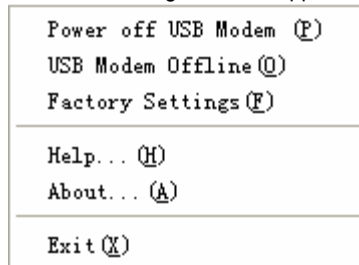 Power off USB Modem (P)
USB Modem Offline(O)
Factory Settings(F)
Help...(H)
About...(A)
Exit(X)